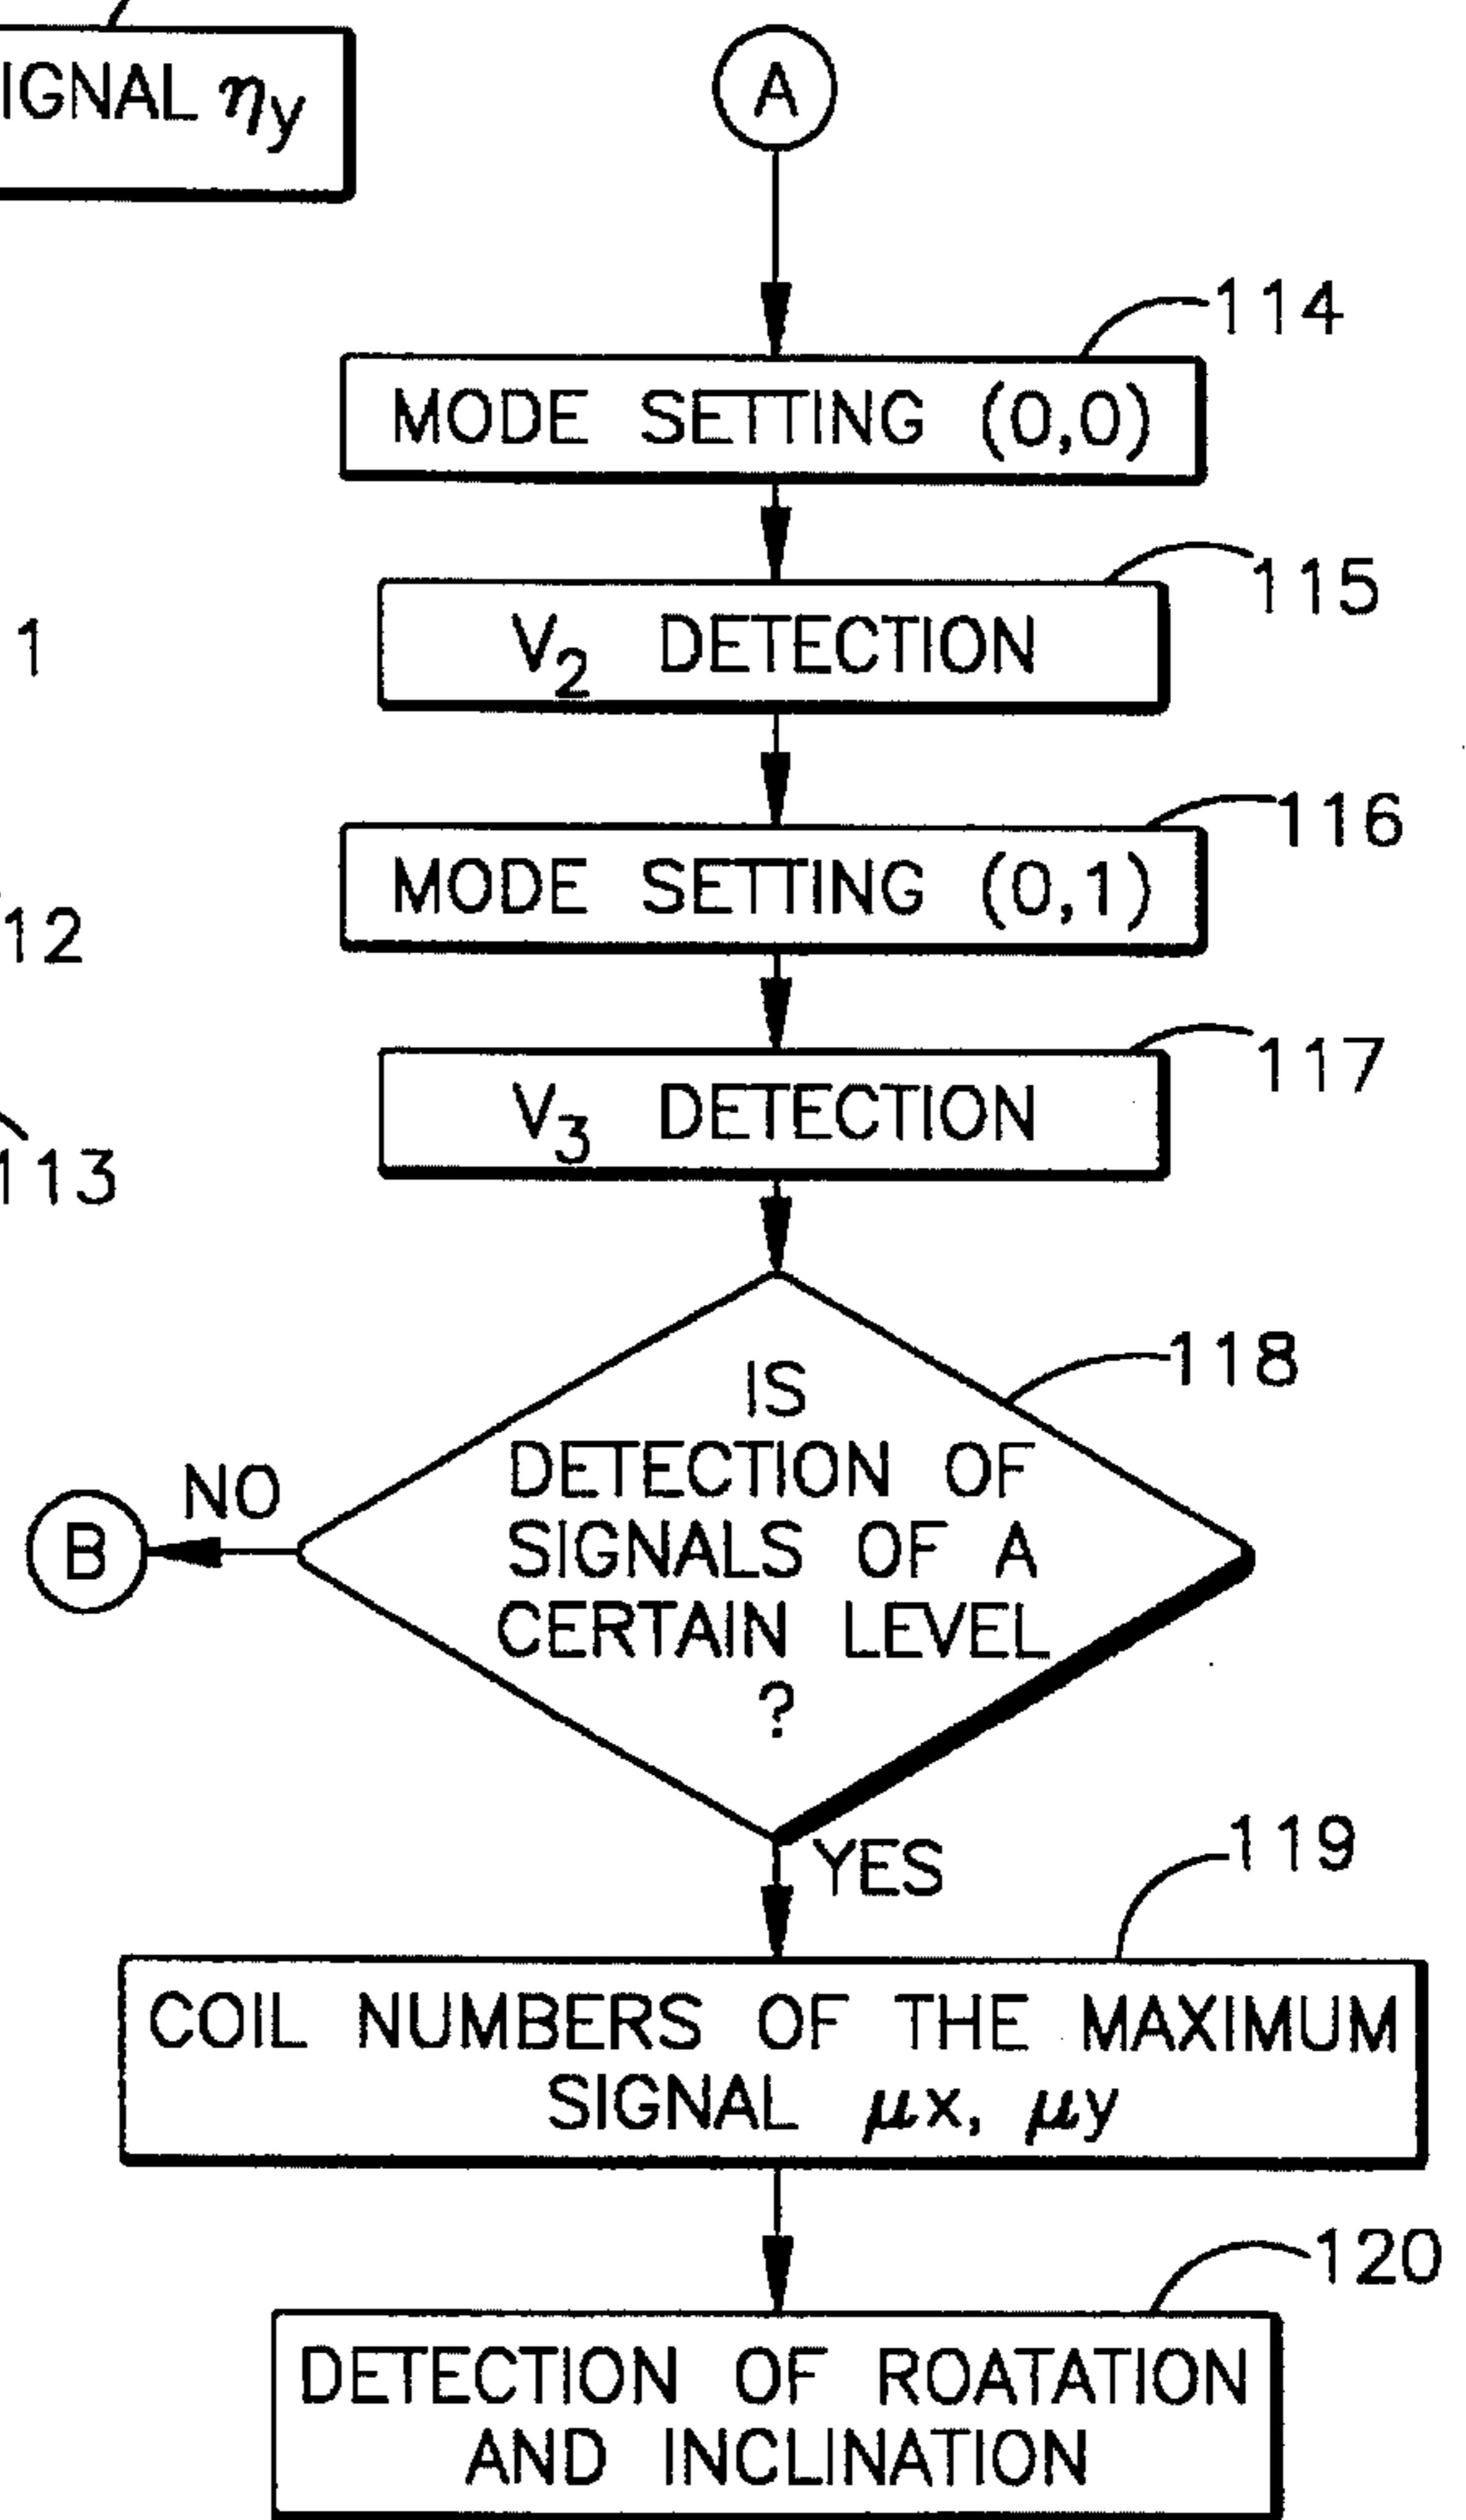 IGNAL ηy
A
114
MODE SETTING (0,0)
115
V2 DETECTION
1
116
MODE SETTING (0,1)
12
117
V3 DETECTION
113
118
IS
DETECTION OF
SIGNALS OF A
CERTAIN LEVEL
?
NO
B
YES
119
COIL NUMBERS OF THE MAXIMUM
SIGNAL μx, μy
120
DETECTION OF ROATATION
AND INCLINATION